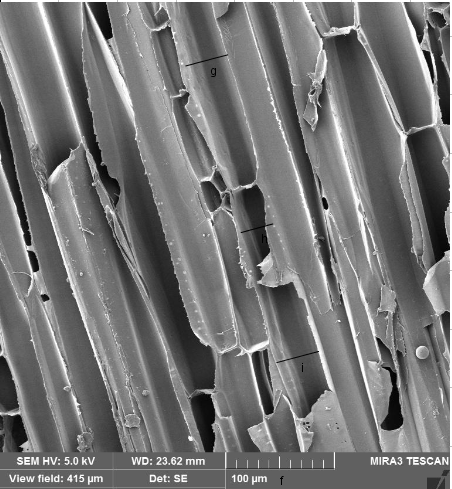 g
h
i
SEM HV: 5.0 kV WD: 23.62 mm MIRA3 TESCAN
View field: 415 µm Det: SE 100 µm
f